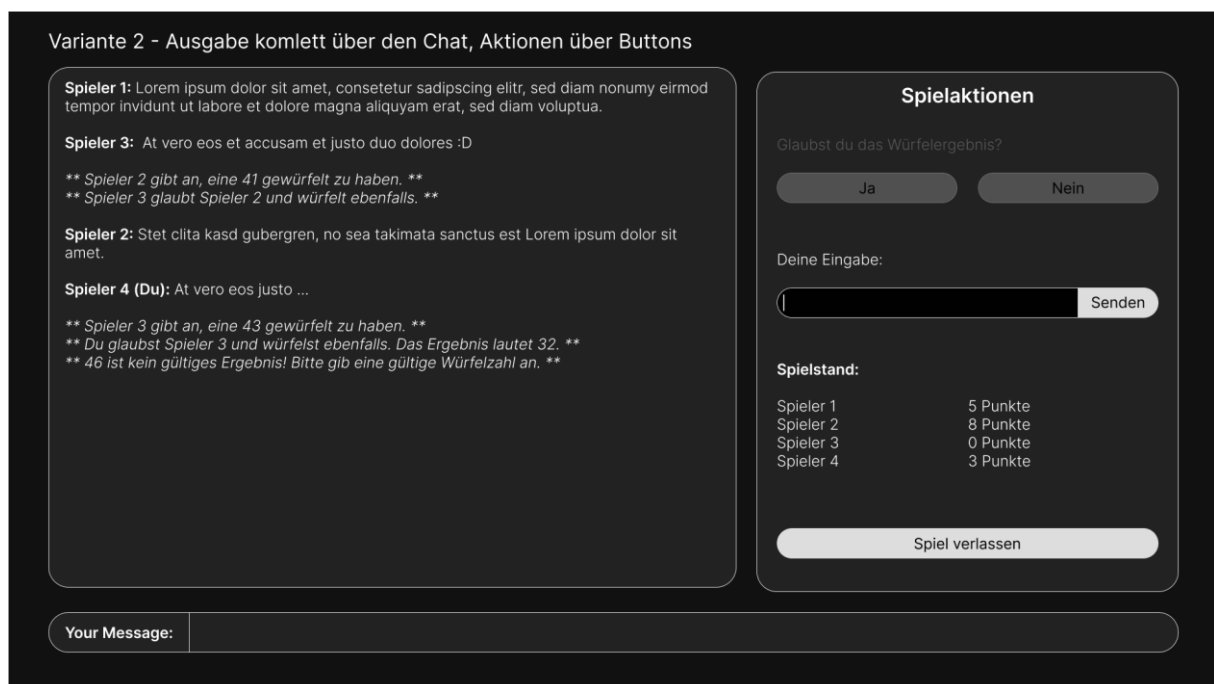 Variante 2 - Ausgabe komlett über den Chat, Aktionen über Buttons
Spieler 1: Lorem ipsum dolor sit amet, consetetur sadipscing elitr, sed diam nonumy eirmod
tempor invidunt ut labore et dolore magna aliquyam erat, sed diam voluptua.
Spieler 3: At vero eos et accusam et justo duo dolores :D
** Spieler 2 gibt an, eine 41 gewürfelt zu haben. **
** Spieler 3 glaubt Spieler 2 und würfelt ebenfalls. **
Spieler 2: Stet clita kasd gubergren, no sea takimata sanctus est Lorem ipsum dolor sit
amet.
Spieler 4 (Du): At vero eos justo ...
** Spieler 3 gibt an, eine 43 gewürfelt zu haben. **
** Du glaubst Spieler 3 und würfelst ebenfalls. Das Ergebnis lautet 32. **
** 46 ist kein gültiges Ergebnis! Bitte gib eine gültige Würfelzahl an. **
Spielaktionen
Glaubst du das Würfelergebnis?
Ja Nein
Deine Eingabe:
Senden
Spielstand:
Spieler 1 5 Punkte
Spieler 2 8 Punkte
Spieler 3 0 Punkte
Spieler 4 3 Punkte
Spiel verlassen
Your Message: